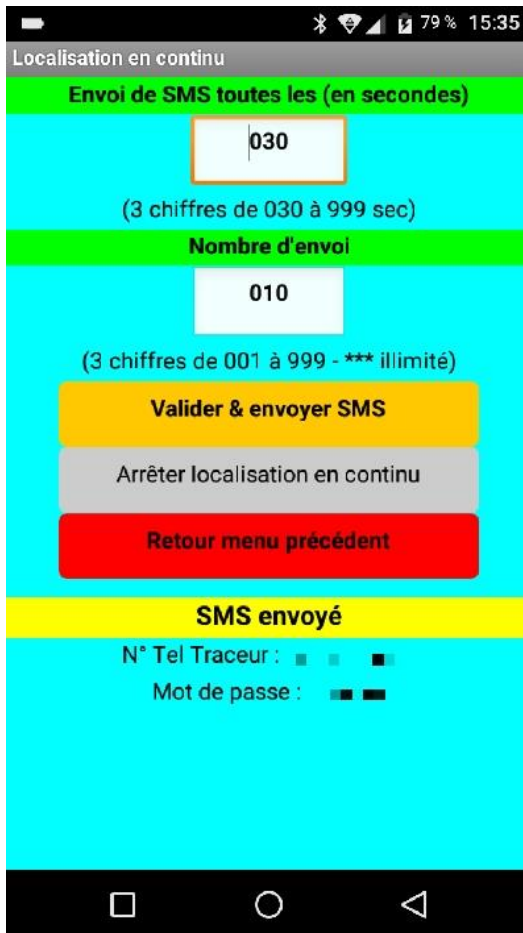 79 % 15:35
Localisation en continu
Envoi de SMS toutes les (en secondes)
030
(3 chiffres de 030 à 999 sec)
Nombre d'envoi
010
(3 chiffres de 001 à 999 - *** illimité)
Valider & envoyer SMS
Arrêter localisation en continu
Retour menu précédent
SMS envoyé
N° Tel Traceur :
Mot de passe :